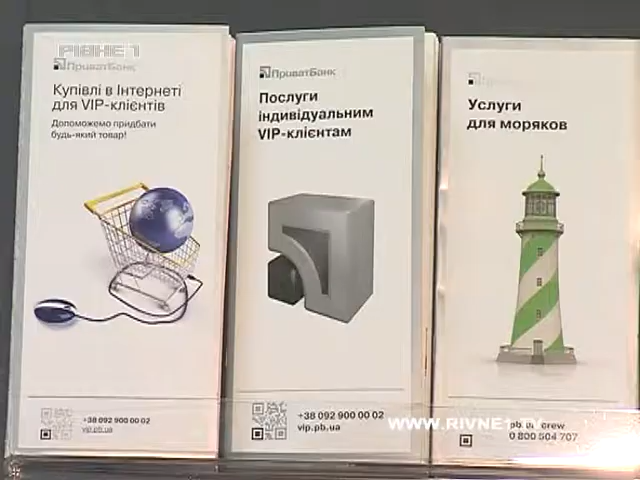 РІВНЕ 1
ПриватБанк
Купівлі в Інтернеті
для VIP-клієнтів
Допоможемо придбати
будь-який товар!
+38 092 900 00 02
vip.pb.ua
ПриватБанк
Послуги
індивідуальним
VIP-клієнтам
+38 092 900 00 02
vip.pb.ua
Услуги
для моряков
crew
0 800 504 707
WWW.RIVNE1.TV